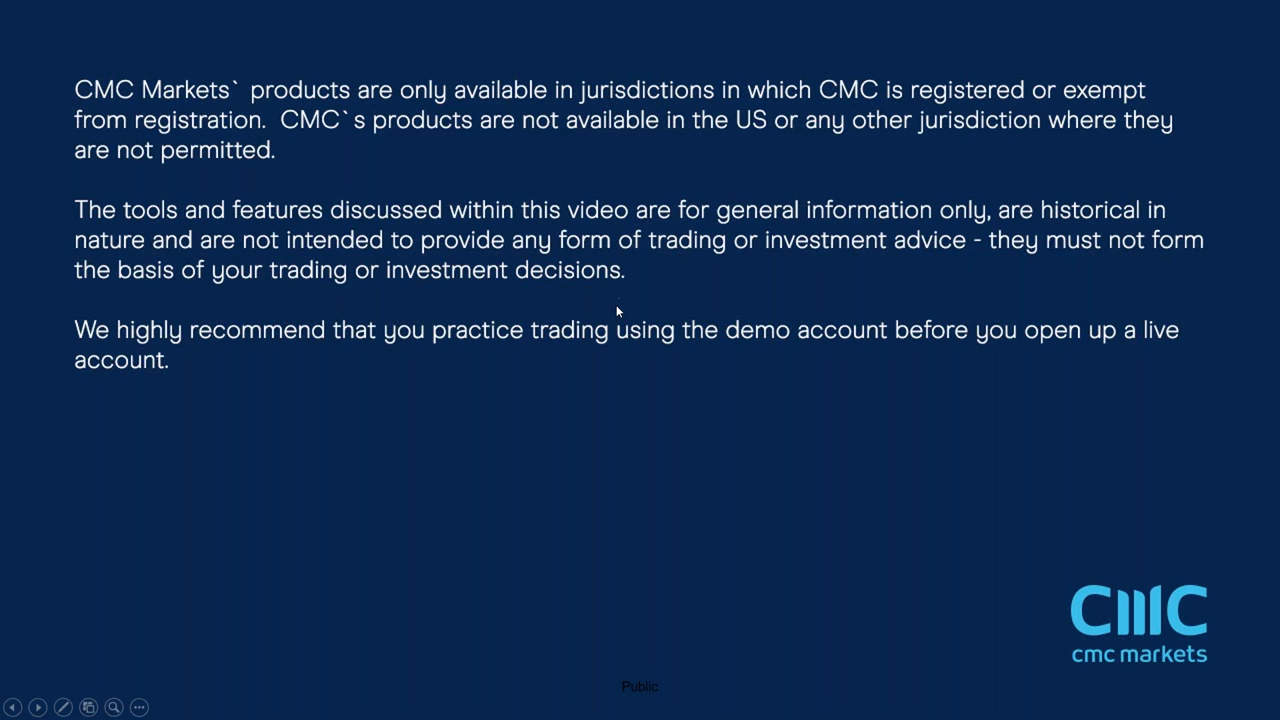 CMC Markets` products are only available in jurisdictions in which CMC is registered or exempt
from registration.  CMC`s products are not available in the US or any other jurisdiction where they
are not permitted.
The tools and features discussed within this video are for general information only, are historical in
nature and are not intended to provide any form of trading or investment advice - they must not form
the basis of your trading or investment decisions.
We highly recommend that you practice trading using the demo account before you open up a live
account.
CMC
cmc markets
Public